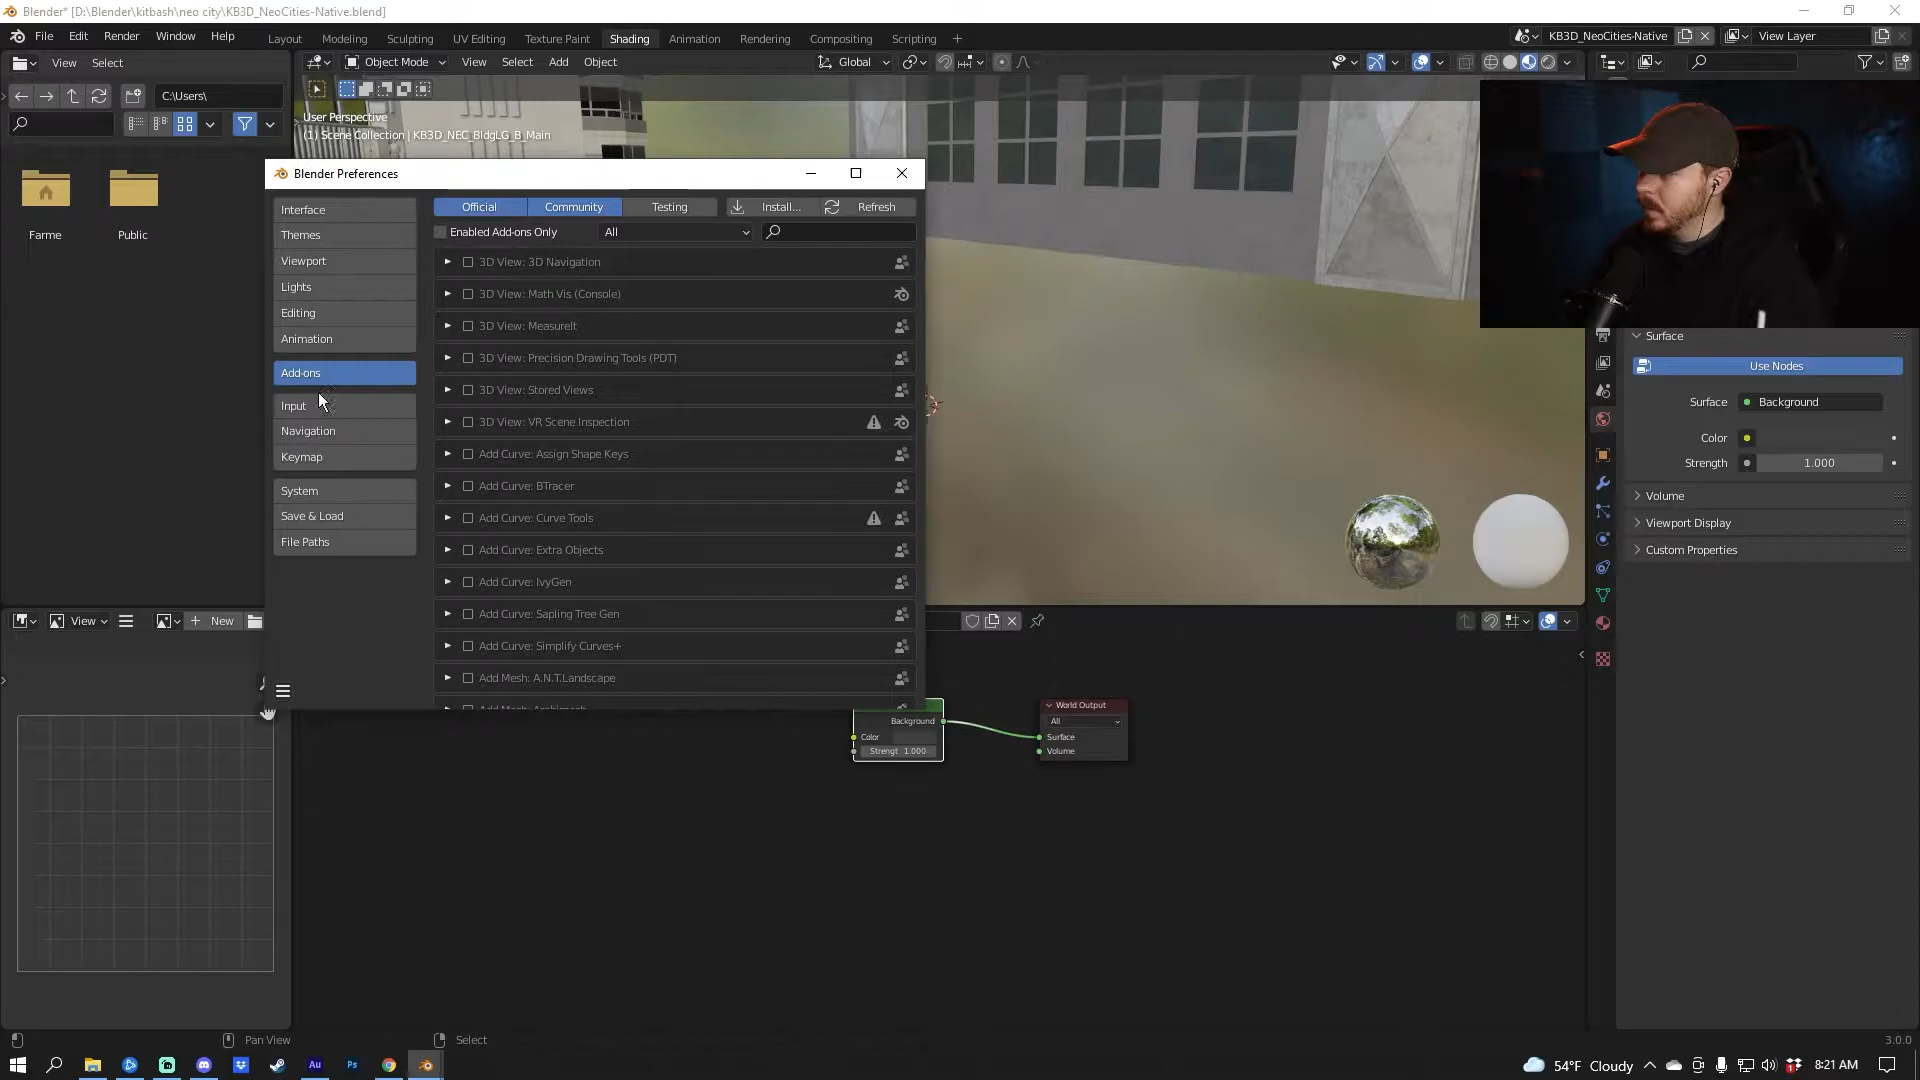 Blender* [D:\Blender\kitbash\neo city\KB3D_NeoCities-Native.blend]
File Edit Render Window Help
Layout Modeling Sculpting UV Editing Texture Paint Shading Animation Rendering Compositing Scripting +
KB3D_NeoCities-Native
View Layer
View Select
Object Mode View Select Add Object
Global
C:\Users\
Farme
Public
User Perspective
(1) Scene Collection | KB3D_NEC_BldgLG_B_Main
Blender Preferences
Interface
Themes
Viewport
Lights
Editing
Animation
Add-ons
Input
Navigation
Keymap
System
Save & Load
File Paths
Official Community Testing Install... Refresh
Enabled Add-ons Only All
3D View: 3D Navigation
3D View: Math Vis (Console)
3D View: MeasureIt
3D View: Precision Drawing Tools (PDT)
3D View: Stored Views
3D View: VR Scene Inspection
Add Curve: Assign Shape Keys
Add Curve: BTracer
Add Curve: Curve Tools
Add Curve: Extra Objects
Add Curve: IvyGen
Add Curve: Sapling Tree Gen
Add Curve: Simplify Curves+
Add Mesh: A.N.T.Landscape
Add Mesh: Archimesh
Surface
Use Nodes
Surface Background
Color
Strength 1.000
Volume
Viewport Display
Custom Properties
View
New
Background
Color
Strengt 1.000
World Output
All
Surface
Volume
Pan View
Select
3.0.0
Au
Ps
54°F Cloudy
8:21 AM